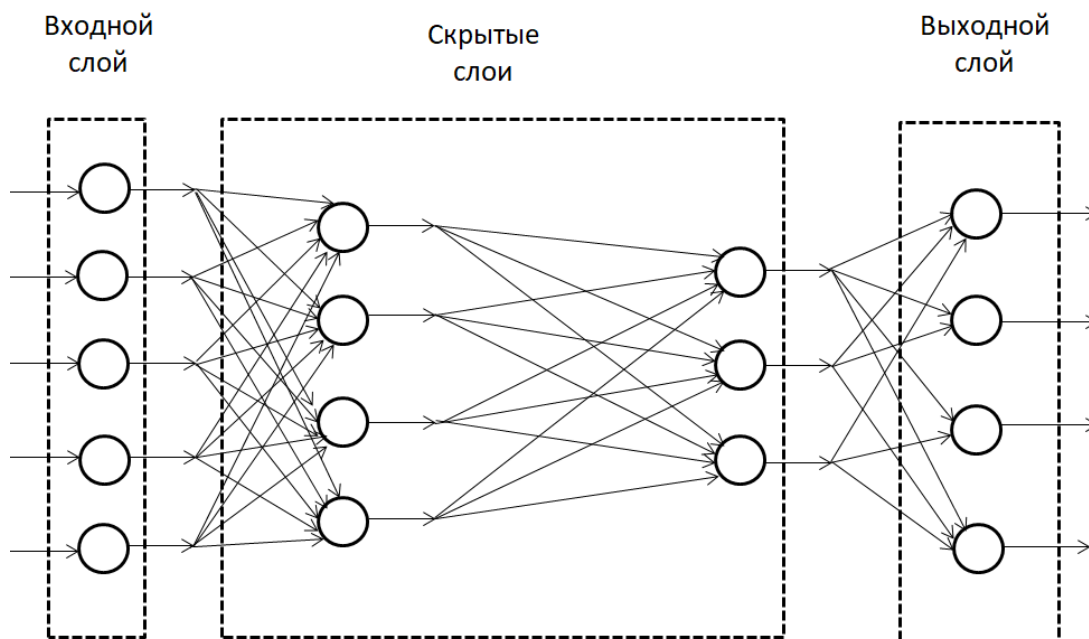 Входной
слой
Скрытые
слои
Выходной
слой